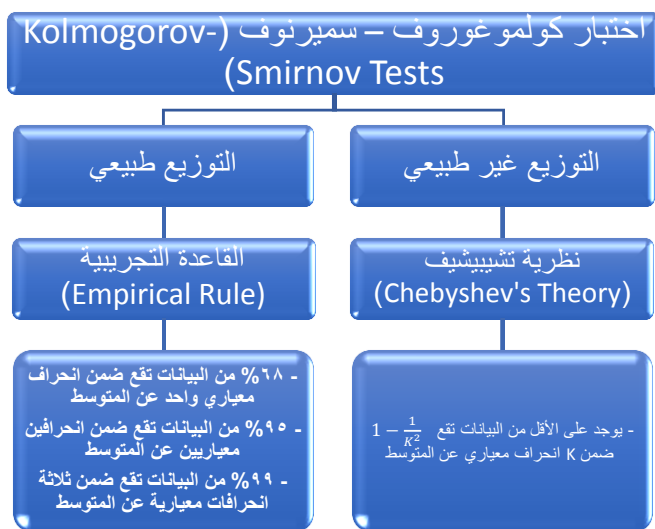 اختبار كولموغوروف – سميرنوف (Kolmogorov-
Smirnov Tests)
التوزيع غير طبيعي
التوزيع طبيعي
نظرية تشيبيشيف
(Chebyshev's Theory)
القاعدة التجريبية
(Empirical Rule)
- يوجد على الأقل من البيانات تقع 1 − 1/K²
ضمن K انحراف معياري عن المتوسط
- ٦٨% من البيانات تقع ضمن انحراف
معياري واحد عن المتوسط
- ٩٥% من البيانات تقع ضمن انحرافين
معياريين عن المتوسط
- ٩٩% من البيانات تقع ضمن ثلاثة
انحرافات معيارية عن المتوسط